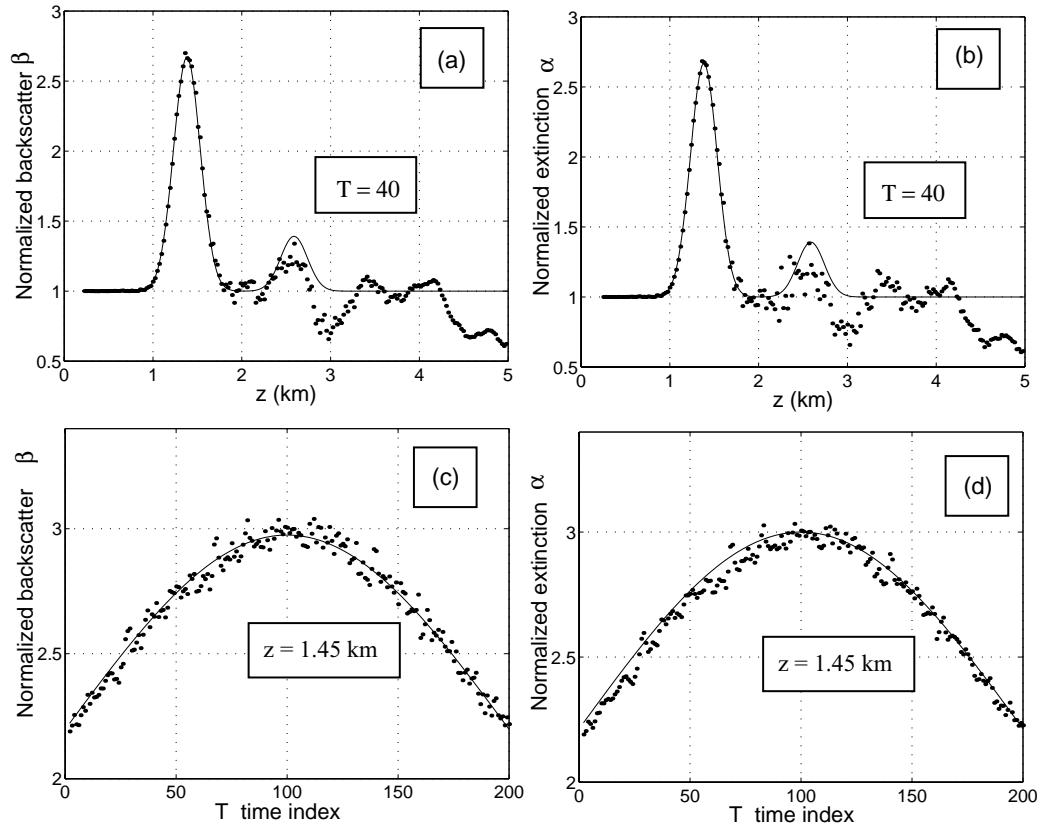 Normalized backscatter β
3
2.5
2
1.5
1
0.5
0 1 2 3 4 5
z (km)
(a)
T = 40
Normalized extinction α
3
2.5
2
1.5
1
0.5
0 1 2 3 4 5
z (km)
(b)
T = 40
Normalized backscatter β
3
2.5
2
0 50 100 150 200
T time index
(c)
z = 1.45 km
Normalized extinction α
3
2.5
2
0 50 100 150 200
T time index
(d)
z = 1.45 km